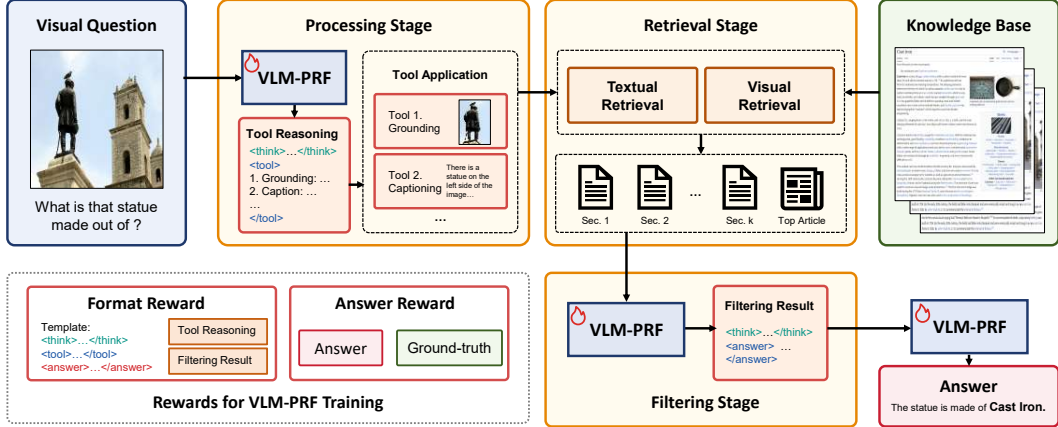 Visual Question
What is that statue
made out of ?
Processing Stage
VLM-PRF
Tool Reasoning
<think>…</think>
<tool>
1. Grounding: …
2. Caption: …
…
</tool>
Tool Application
Tool 1.
Grounding
Tool 2.
Captioning
There is a
statue on the
left side of the
image…
…
Retrieval Stage
Textual
Retrieval
Visual
Retrieval
Sec. 1
Sec. 2
…
Sec. k
Top Article
Knowledge Base
Format Reward
Template:
<think>…</think>
<tool>…</tool>
<answer>…</answer>
Tool Reasoning
Filtering Result
Answer Reward
Answer
Ground-truth
Rewards for VLM-PRF Training
VLM-PRF
Filtering Result
<think>…</think>
<answer> …
</answer>
Filtering Stage
VLM-PRF
Answer
The statue is made of Cast Iron.